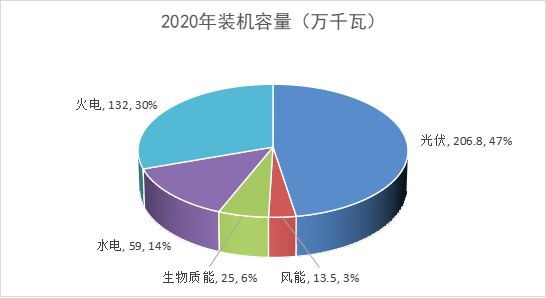 2020年装机容量（万千瓦）
火电, 132, 30%
光伏, 206.8, 47%
水电, 59, 14%
生物质能, 25, 6%
风能, 13.5, 3%